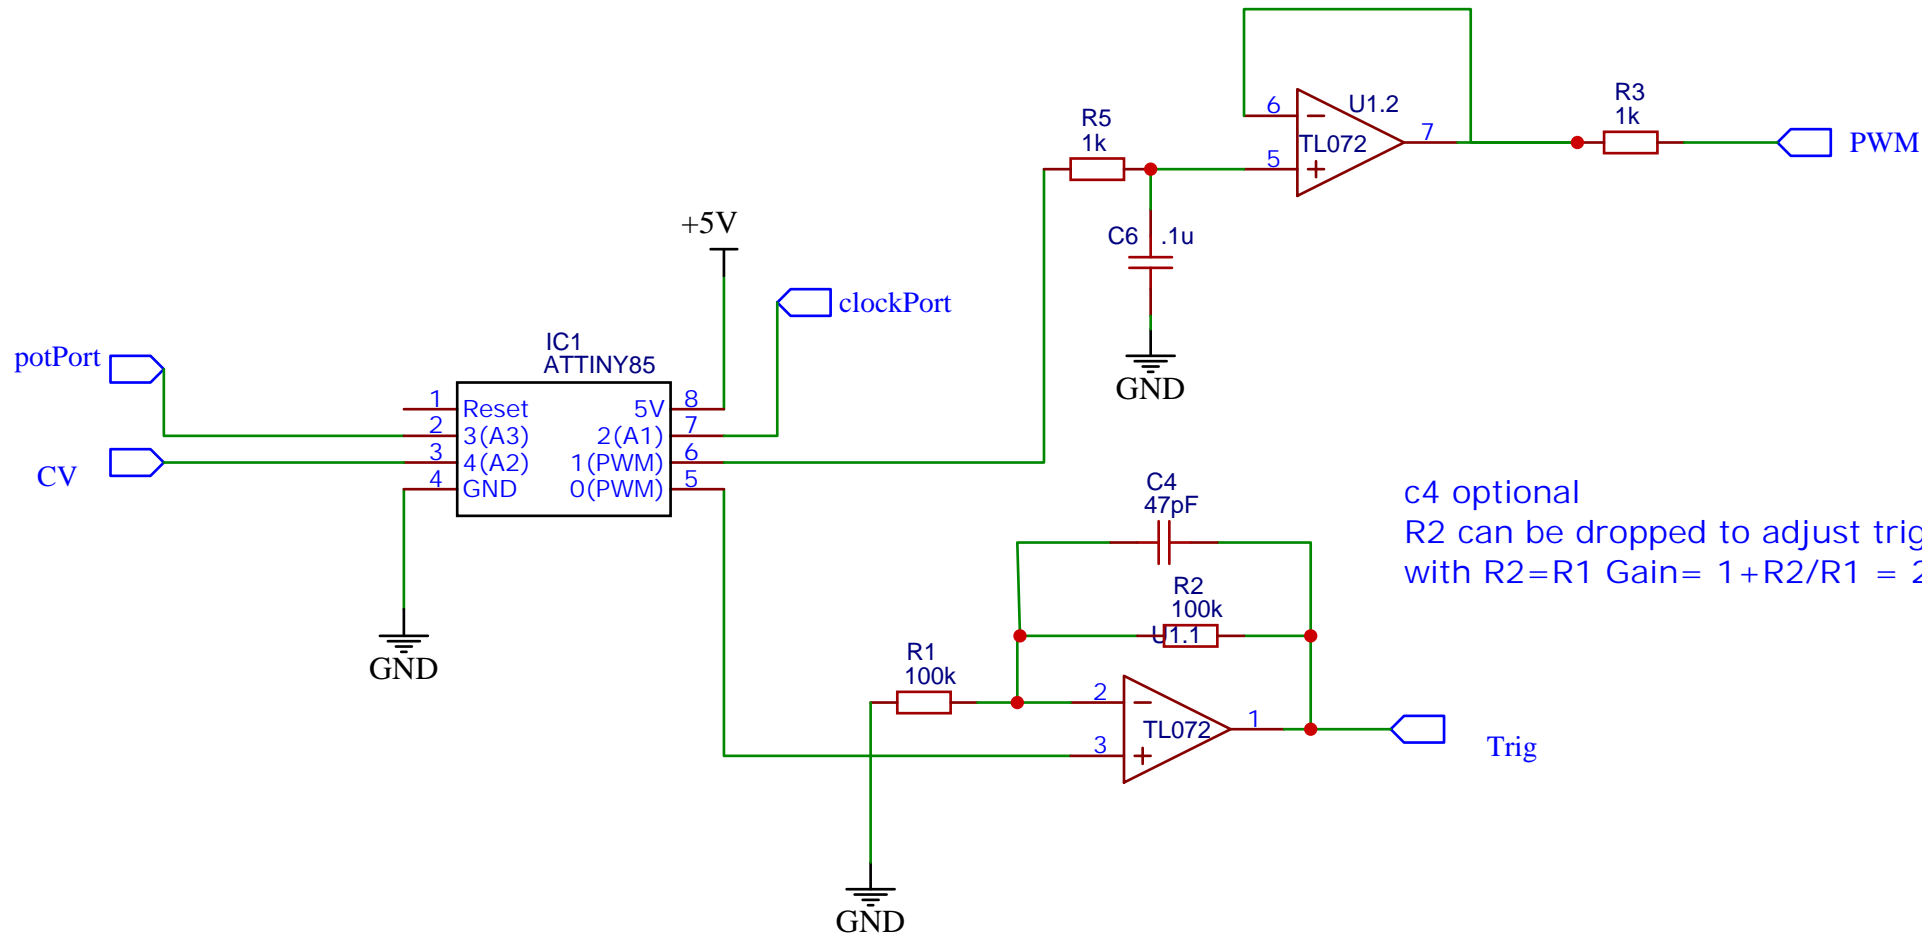 U1.2
6
7
TL072
5
R5
1k
R3
1k
PWM
C6 .1u
GND
+5V
clockPort
potPort
CV
IC1
ATTINY85
1 Reset 5V 8
2 3(A3) 2(A1) 7
3 4(A2) 1(PWM) 6
4 GND 0(PWM) 5
GND
C4
47pF
R2
100k
U1.1
R1
100k
2
TL072
1
3
Trig
GND
c4 optional
R2 can be dropped to adjust trig
with R2=R1 Gain= 1+R2/R1 = 2